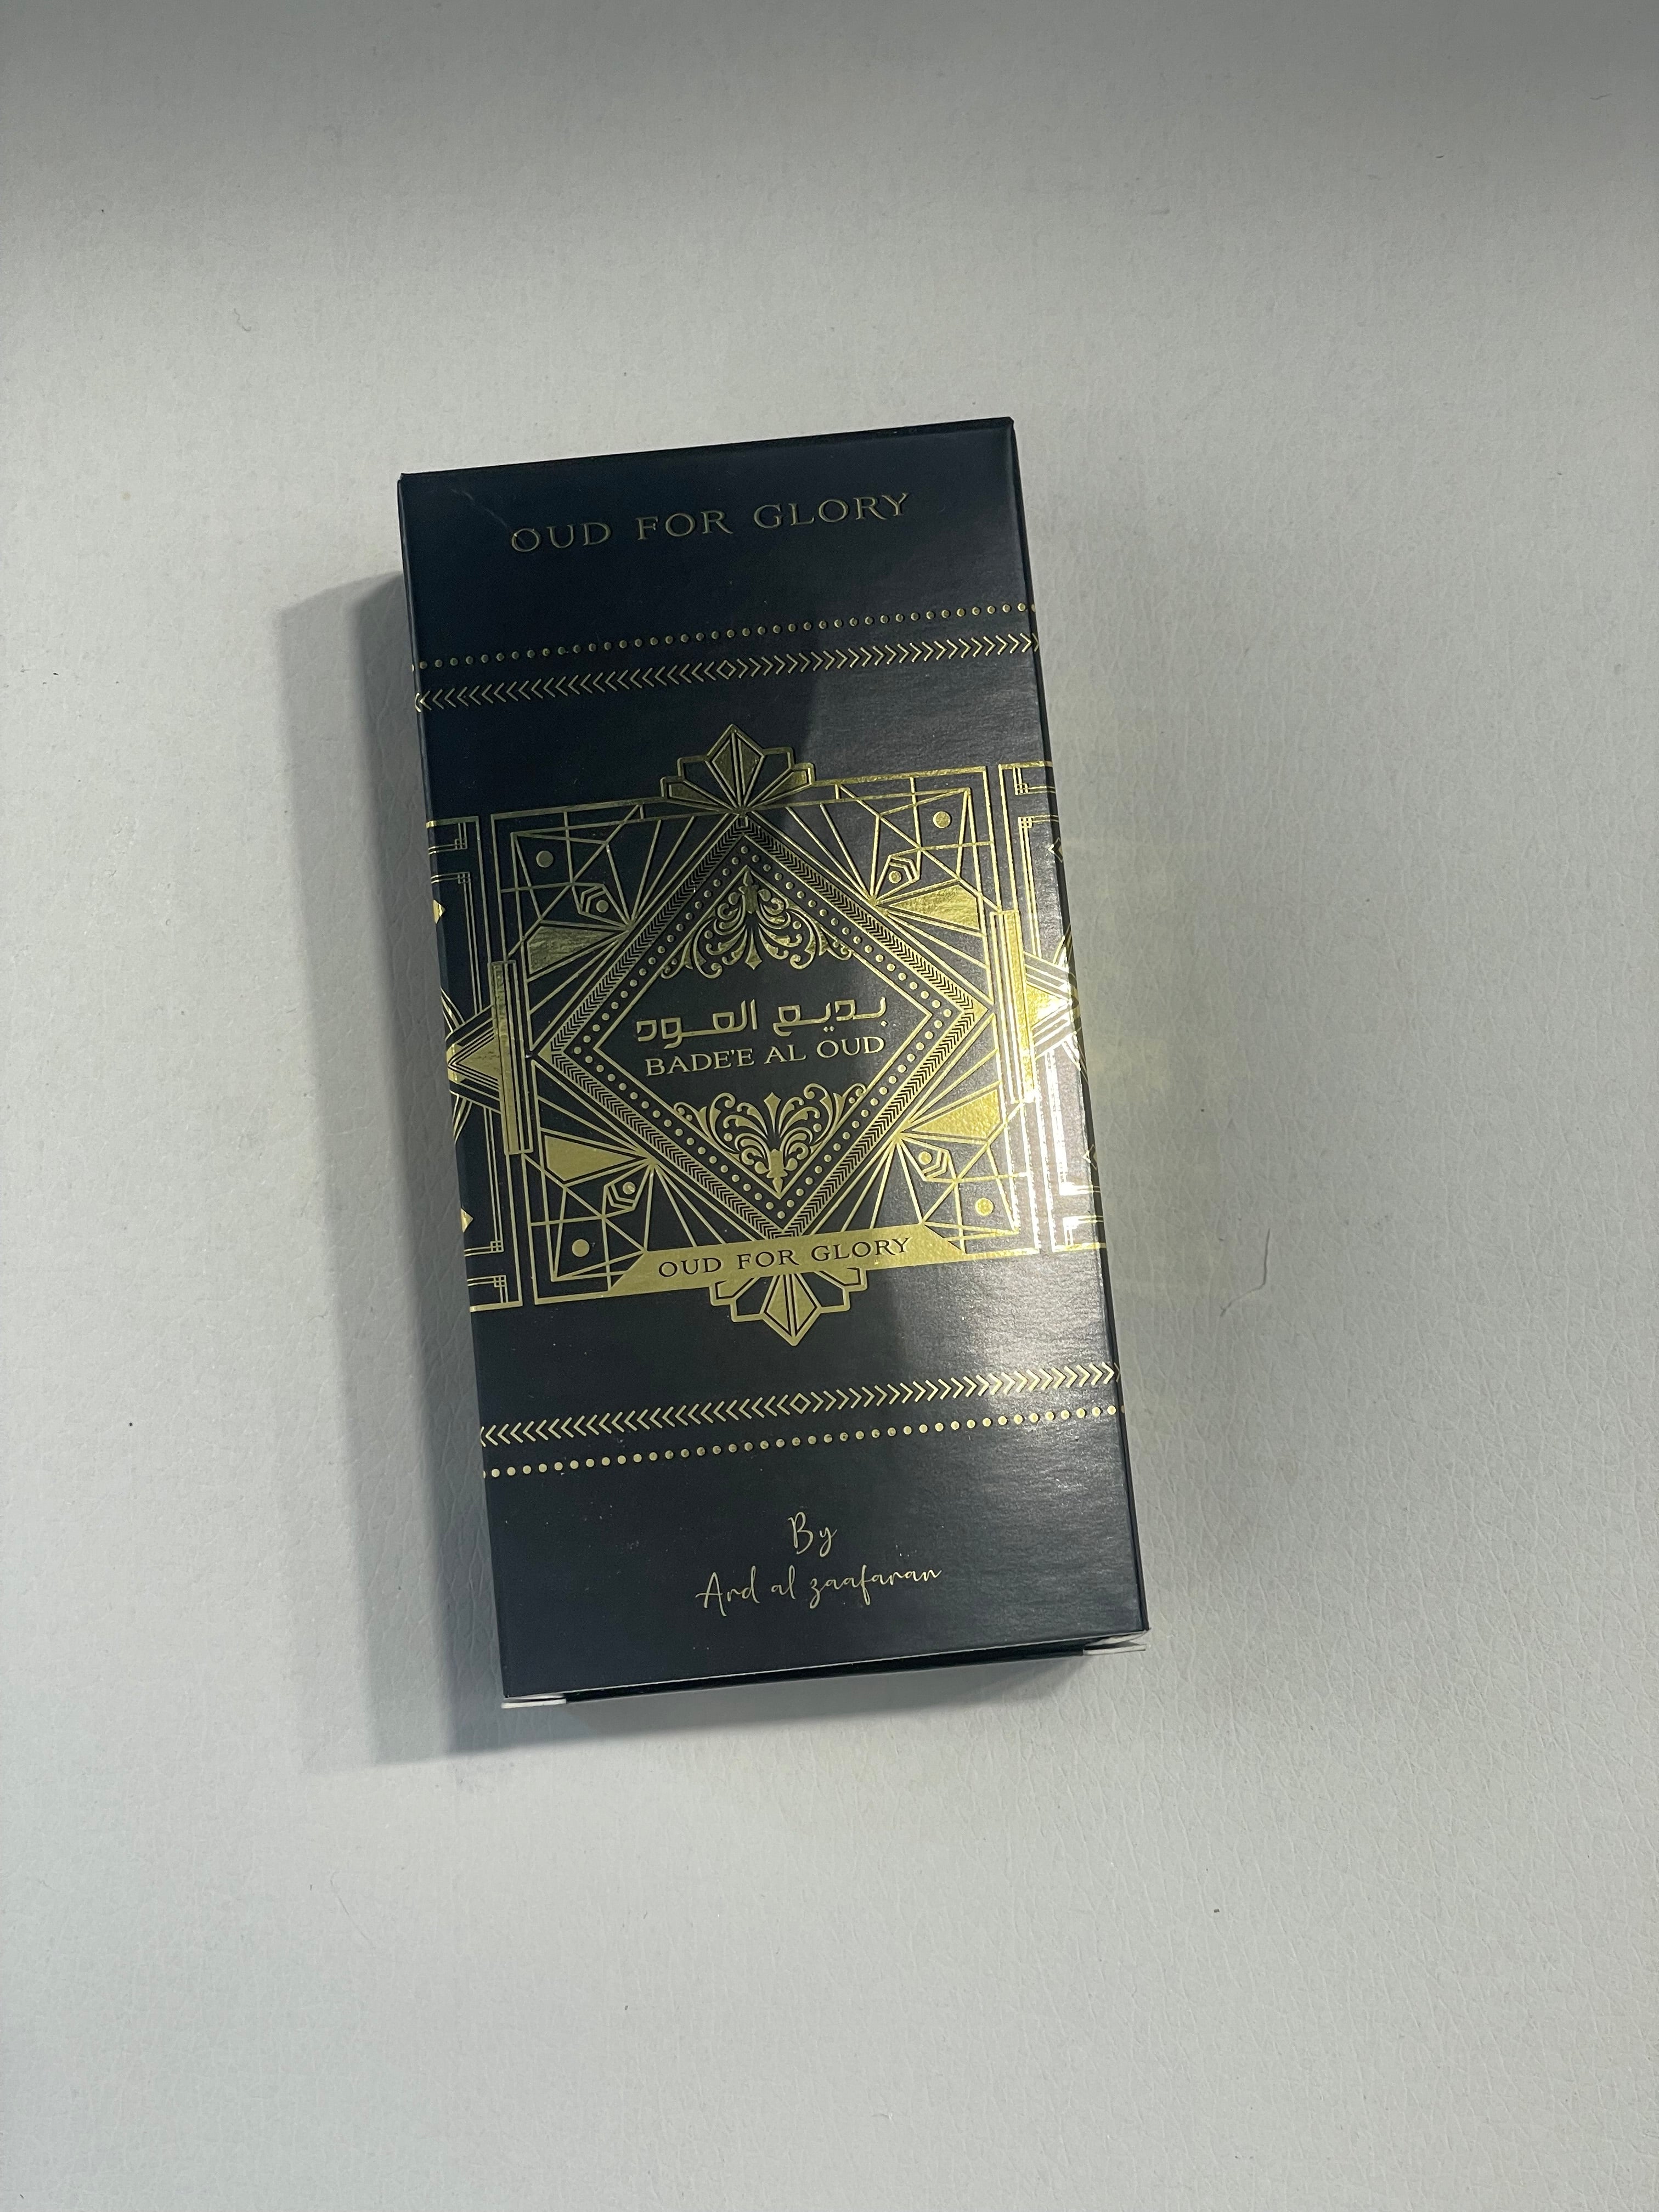 OUD FOR GLORY
بديع العود
BADE'E AL OUD
OUD FOR GLORY
By
Ard al zaafaran